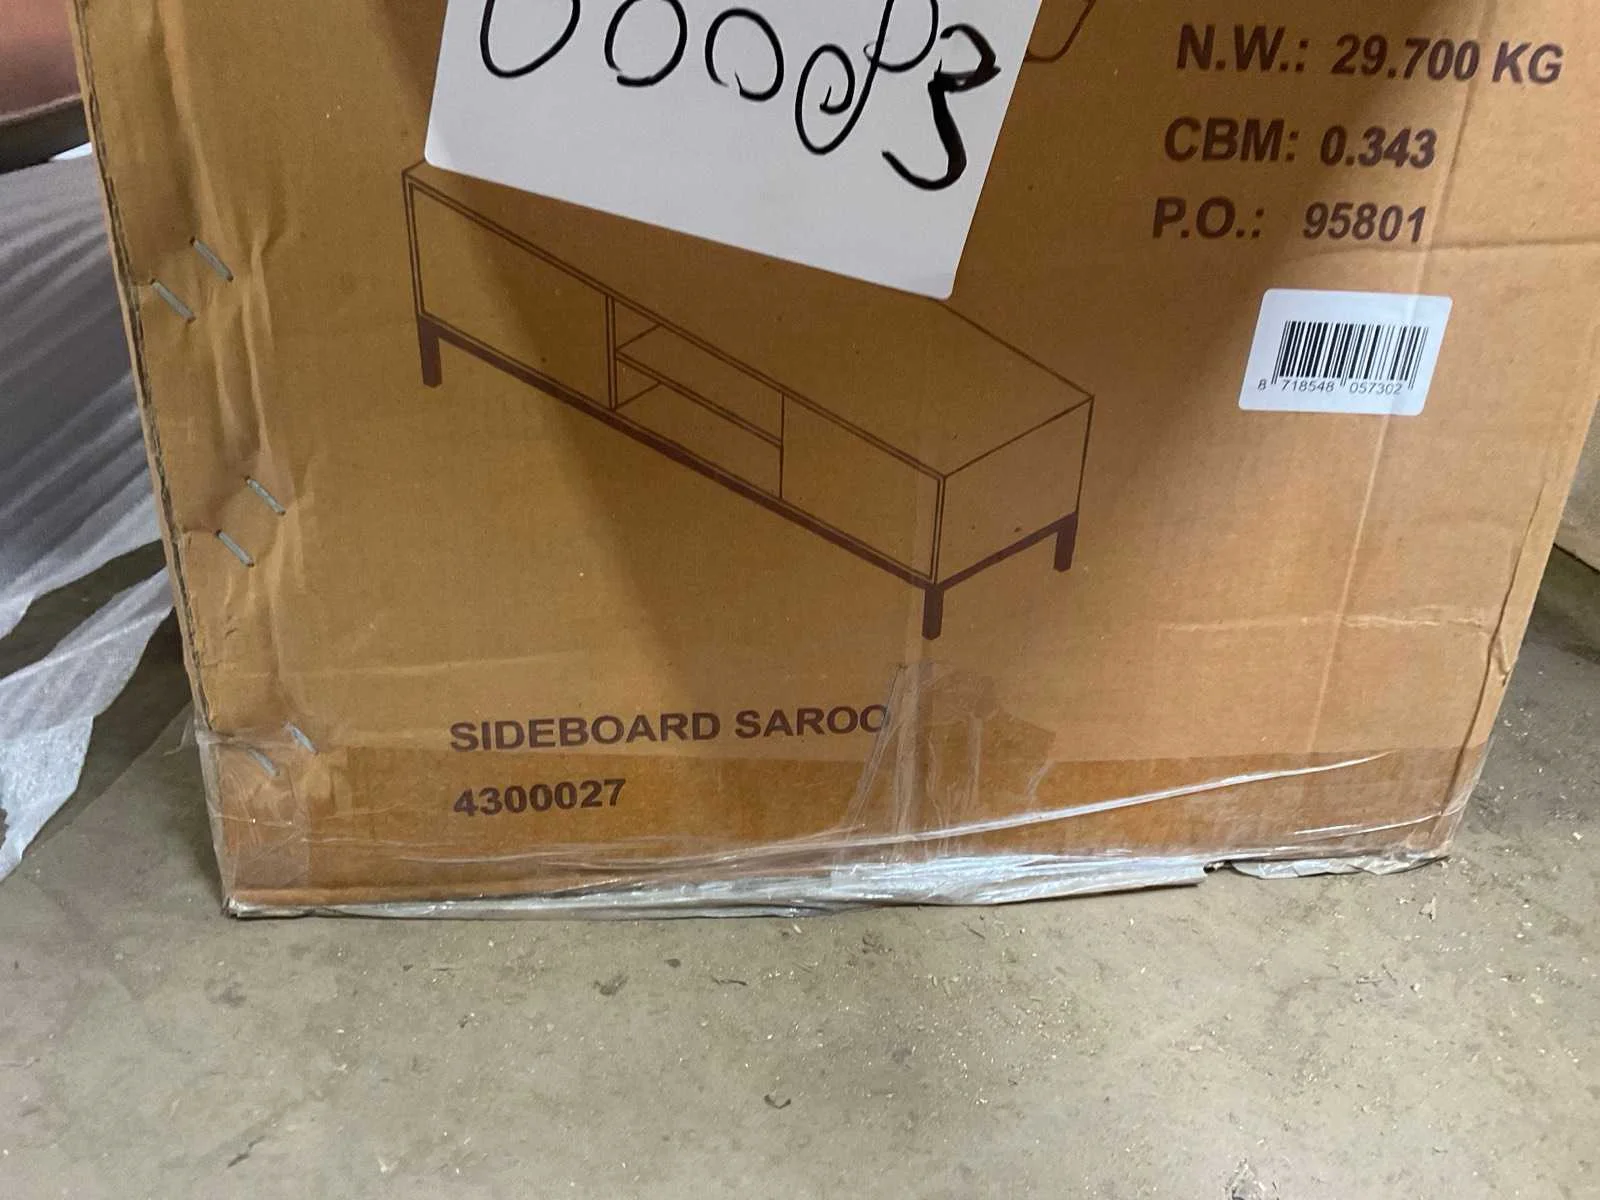 N.W.: 29.700 KG
CBM: 0.343
P.O.: 95801
8 718548 057302
SIDEBOARD SAROO
4300027